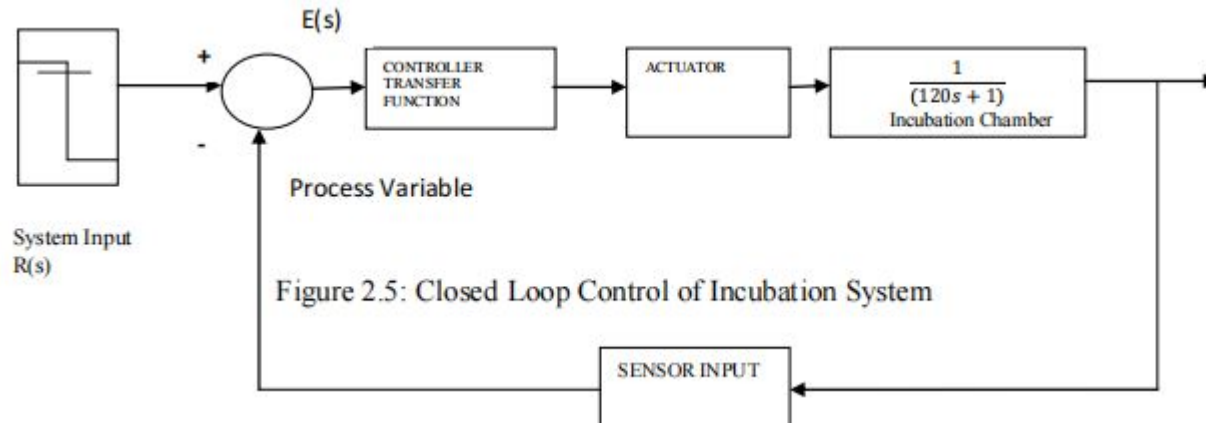 E(s)
+
CONTROLLER
TRANSFER
FUNCTION
ACTUATOR
1
(120s + 1)
Incubation Chamber
-
Process Variable
System Input
R(s)
Figure 2.5: Closed Loop Control of Incubation System
SENSOR INPUT